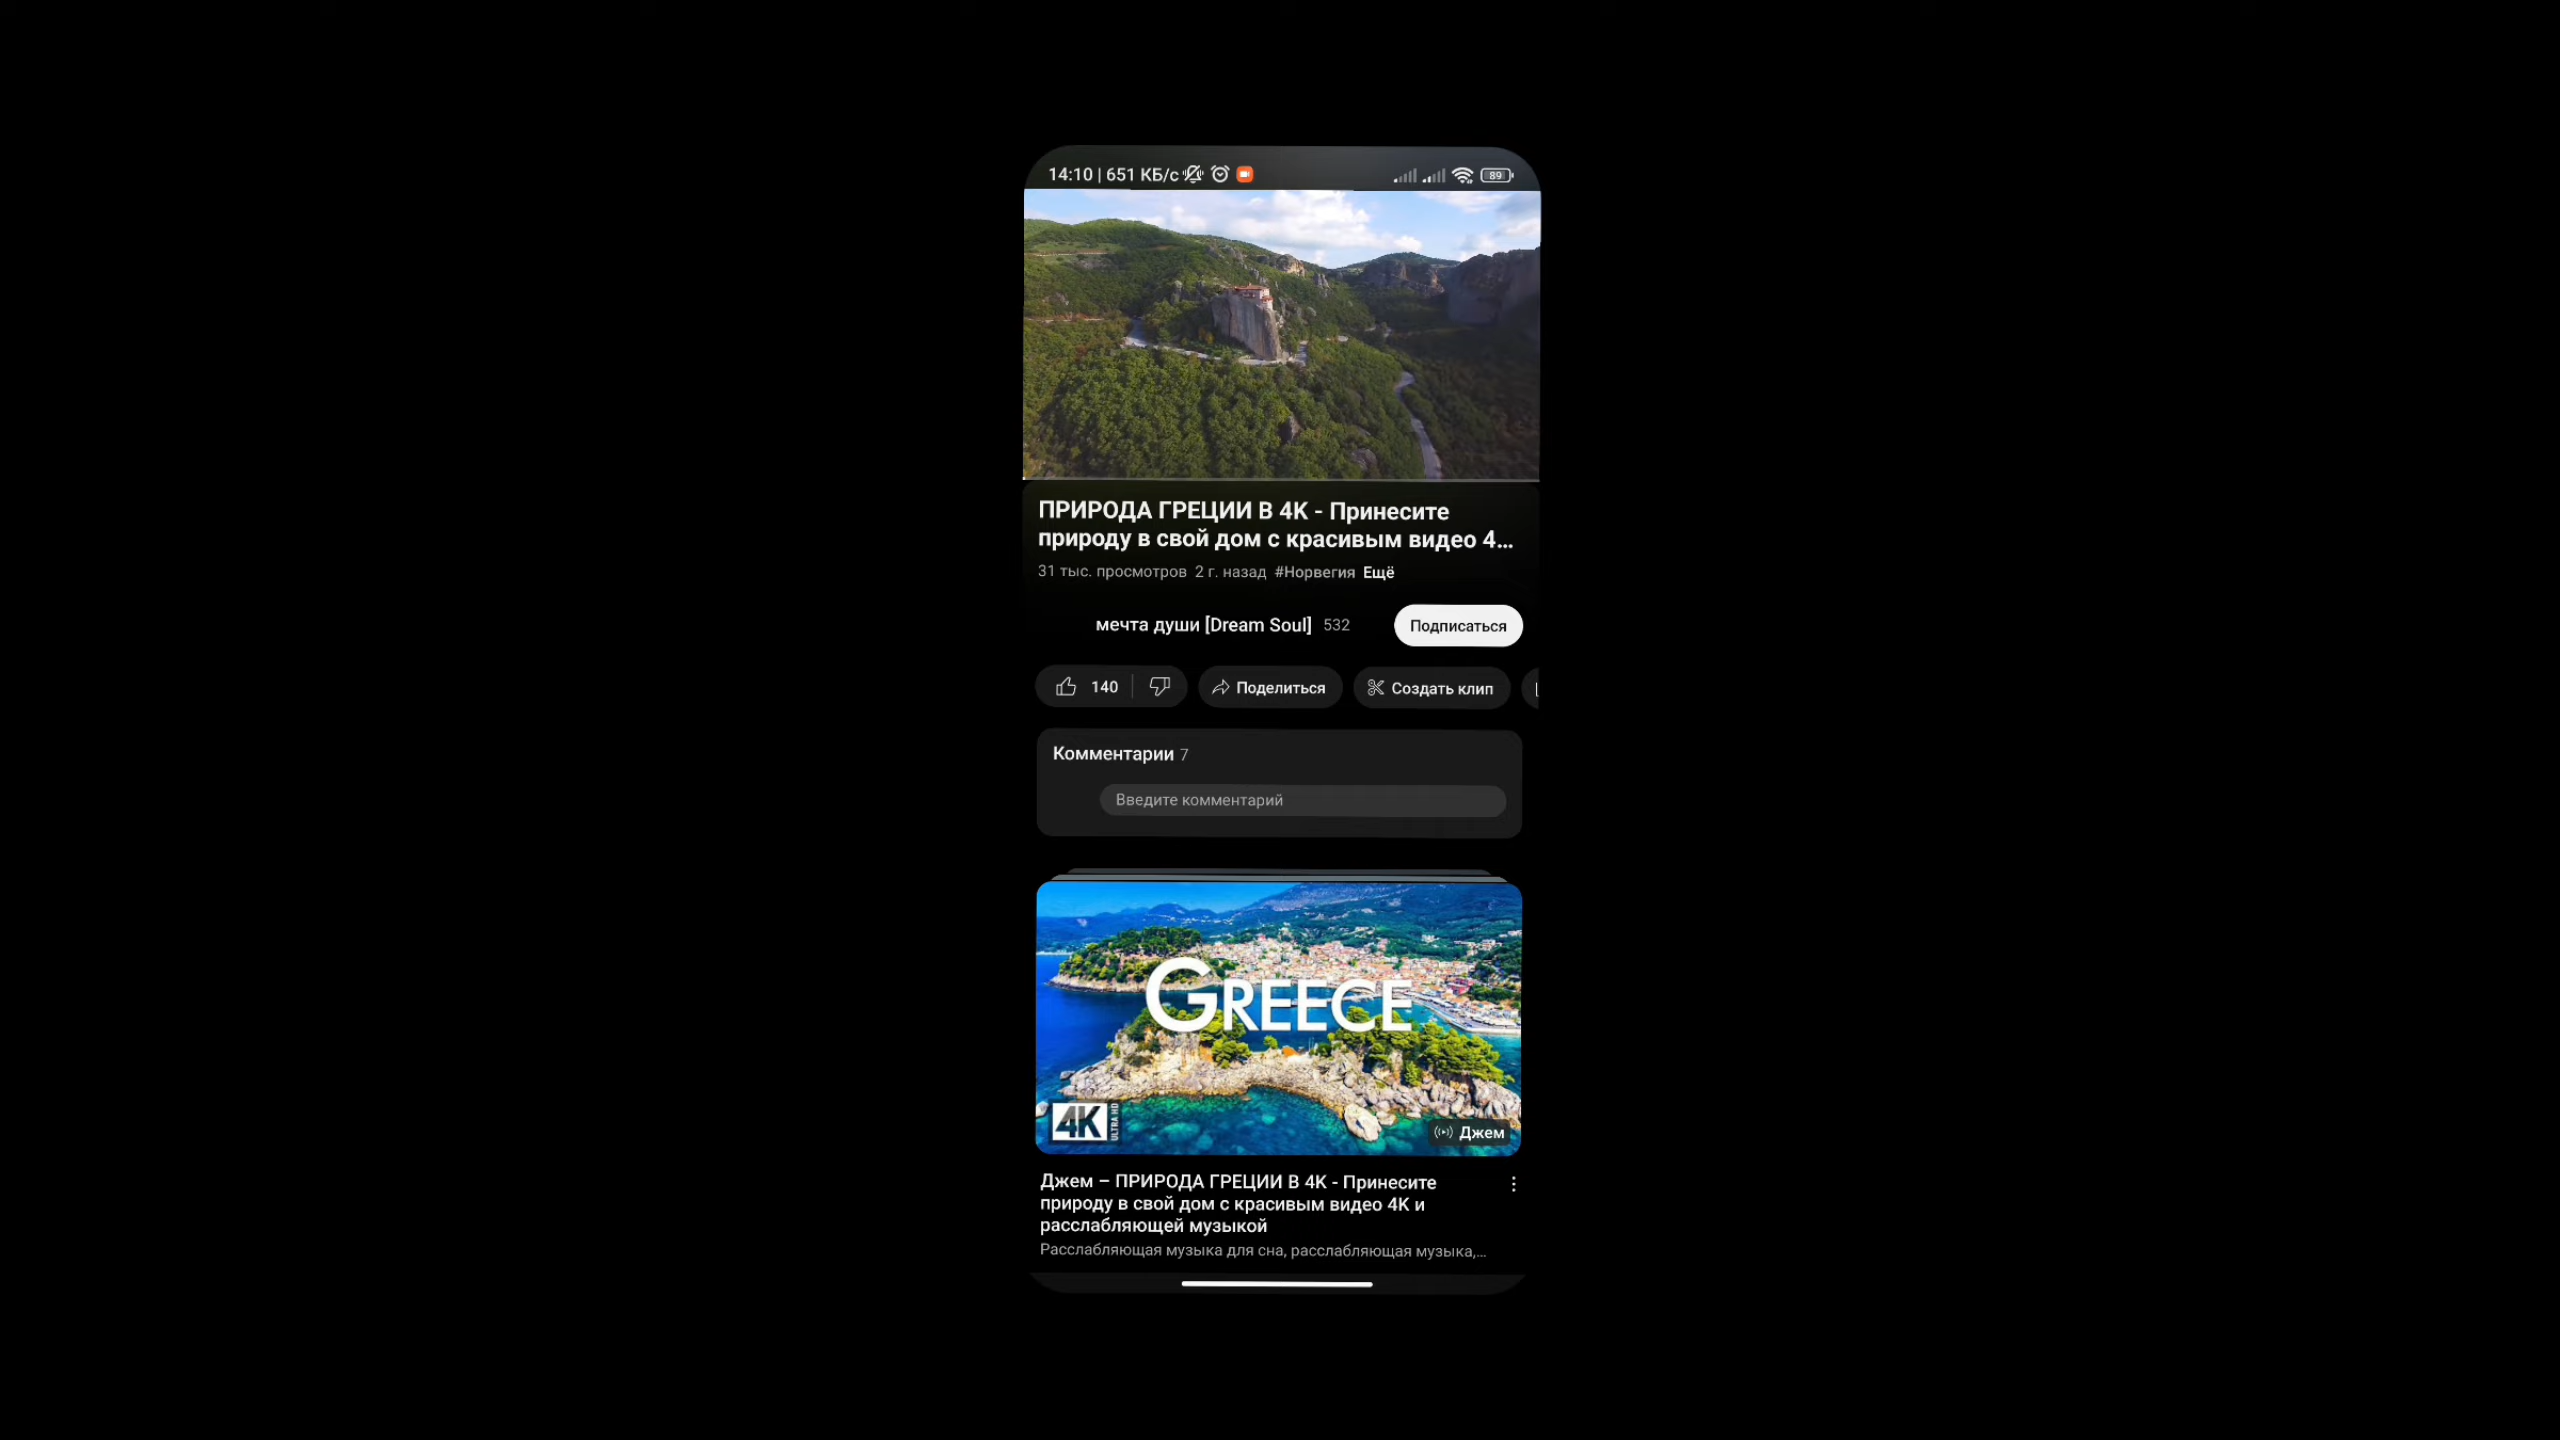 14:10 | 651 КБ/с
89
ПРИРОДА ГРЕЦИИ В 4K - Принесите
природу в свой дом с красивым видео 4...
31 тыс. просмотров 2 г. назад #Норвегия Ещё
мечта души [Dream Soul] 532
Подписаться
140
Поделиться
Создать клип
Комментарии 7
Введите комментарий
GREECE
4K ULTRA HD
Джем
Джем – ПРИРОДА ГРЕЦИИ В 4K - Принесите
природу в свой дом с красивым видео 4K и
расслабляющей музыкой
Расслабляющая музыка для сна, расслабляющая музыка,...